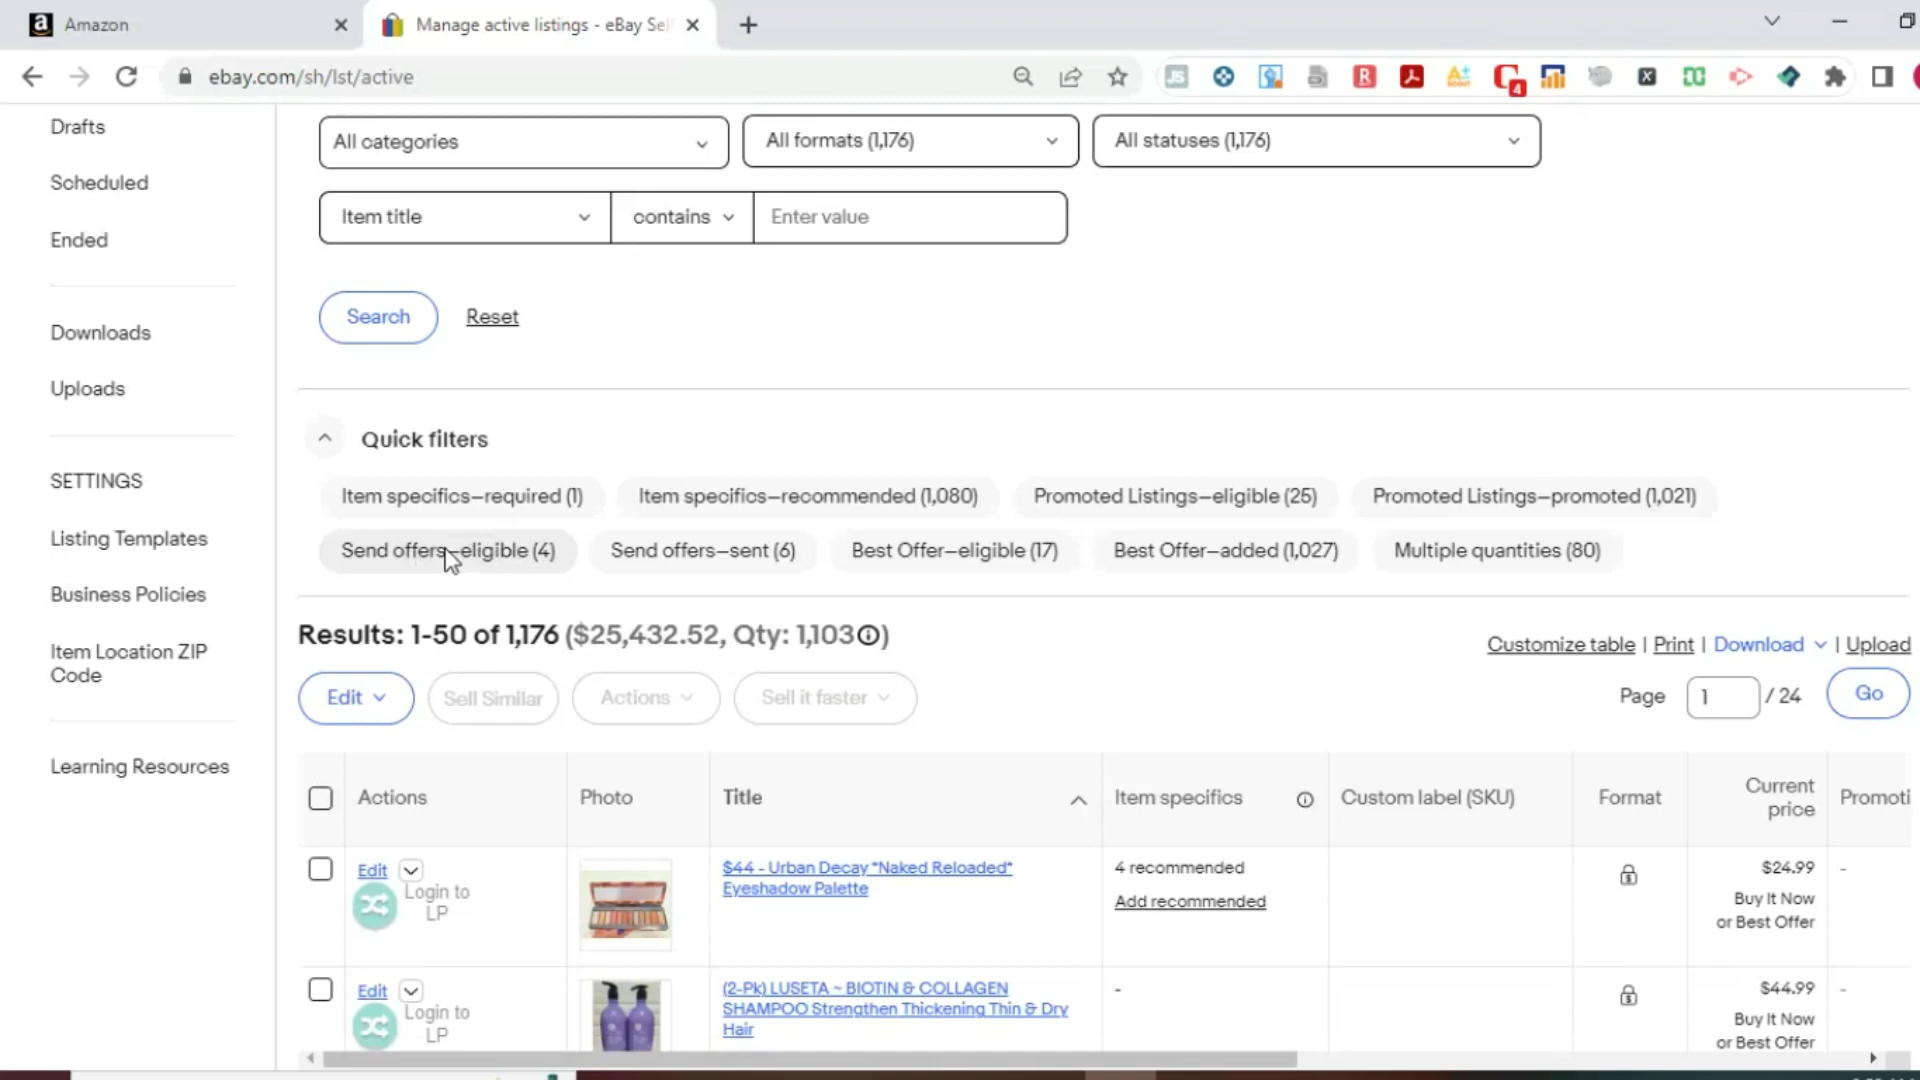 Amazon
Manage active listings - eBay Sel
ebay.com/sh/lst/active
4
Drafts
Scheduled
Ended
Downloads
Uploads
SETTINGS
Listing Templates
Business Policies
Item Location ZIP
Code
Learning Resources
All categories
All formats (1,176)
All statuses (1,176)
Item title
contains
Enter value
Search
Reset
Quick filters
Item specifics—required (1)
Item specifics—recommended (1,080)
Promoted Listings—eligible (25)
Promoted Listings—promoted (1,021)
Send offers—eligible (4)
Send offers—sent (6)
Best Offer—eligible (17)
Best Offer—added (1,027)
Multiple quantities (80)
Results: 1-50 of 1,176 ($25,432.52, Qty: 1,103)
Customize table | Print | Download | Upload
Edit
Sell Similar
Actions
Sell it faster
Page 1 / 24
Go
Actions
Photo
Title
Item specifics
Custom label (SKU)
Format
Current
price
Promoti
Edit
Login to
LP
$44 - Urban Decay *Naked Reloaded*
Eyeshadow Palette
4 recommended
Add recommended
$24.99
Buy It Now
or Best Offer
-
Edit
Login to
LP
(2-Pk) LUSETA ~ BIOTIN & COLLAGEN
SHAMPOO Strengthen Thickening Thin & Dry
Hair
-
$44.99
Buy It Now
or Best Offer
-